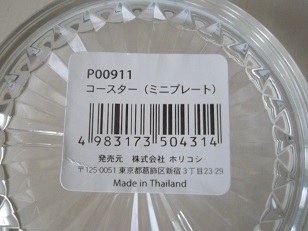 P00911
コースター（ミニプレート）
4 983173 504314
発売元　株式会社 ホリコシ
〒125-0051 東京都葛飾区新宿3丁目23-29
Made in Thailand